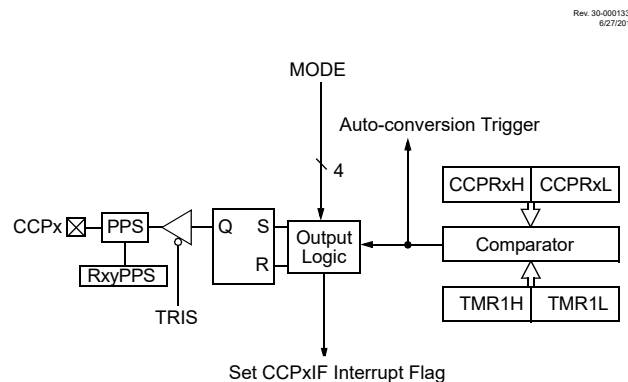 Rev. 30-000133
6/27/201
MODE
Auto-conversion Trigger
4
CCPRxH CCPRxL
CCPx PPS Q S Output Logic Comparator
R
RxyPPS
TMR1H TMR1L
TRIS
Set CCPxIF Interrupt Flag